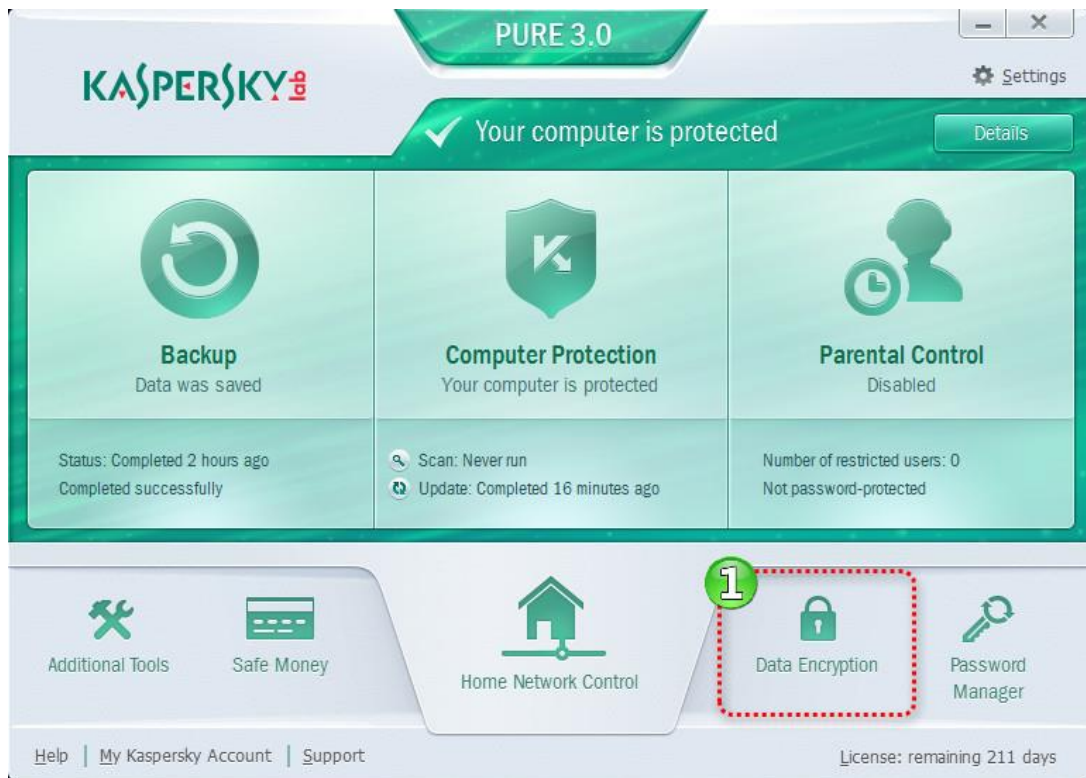 PURE 3.0
KASPERSKY lab
Settings
Your computer is protected
Details
Backup
Data was saved
Computer Protection
Your computer is protected
Parental Control
Disabled
Status: Completed 2 hours ago
Completed successfully
Scan: Never run
Update: Completed 16 minutes ago
Number of restricted users: 0
Not password-protected
Additional Tools
Safe Money
Home Network Control
1
Data Encryption
Password
Manager
Help | My Kaspersky Account | Support
License: remaining 211 days